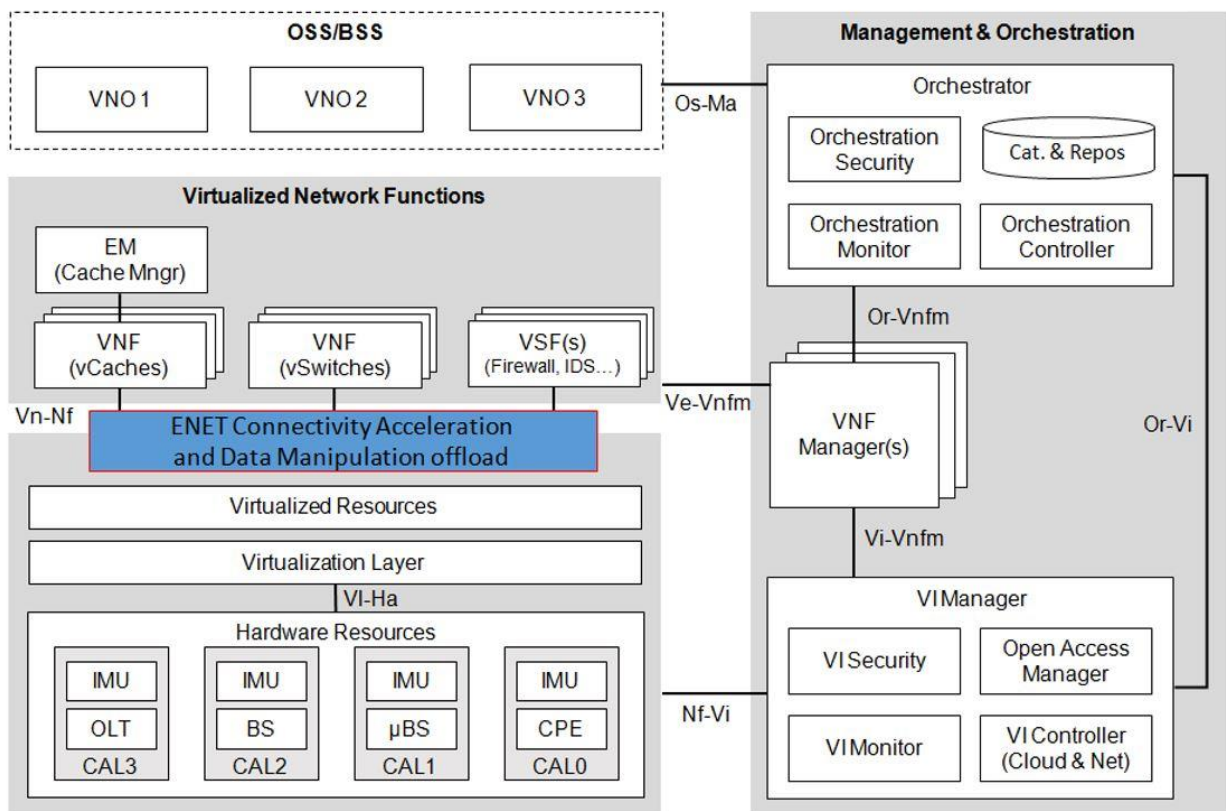 OSS/BSS
VNO 1
VNO 2
VNO 3
Os-Ma
Management & Orchestration
Orchestrator
Orchestration
Security
Cat. & Repos
Orchestration
Monitor
Orchestration
Controller
Or-Vnfm
Virtualized Network Functions
EM
(Cache Mngr)
VNF
(vCaches)
VNF
(vSwitches)
VSF(s)
(Firewall, IDS...)
Vn-Nf
Ve-Vnfm
VNF
Manager(s)
Or-Vi
ENET Connectivity Acceleration
and Data Manipulation offload
Virtualized Resources
Virtualization Layer
VI-Ha
Hardware Resources
IMU
OLT
CAL3
IMU
BS
CAL2
IMU
µBS
CAL1
IMU
CPE
CAL0
Nf-Vi
Vi-Vnfm
VI Manager
VI Security
Open Access
Manager
VI Monitor
VI Controller
(Cloud & Net)